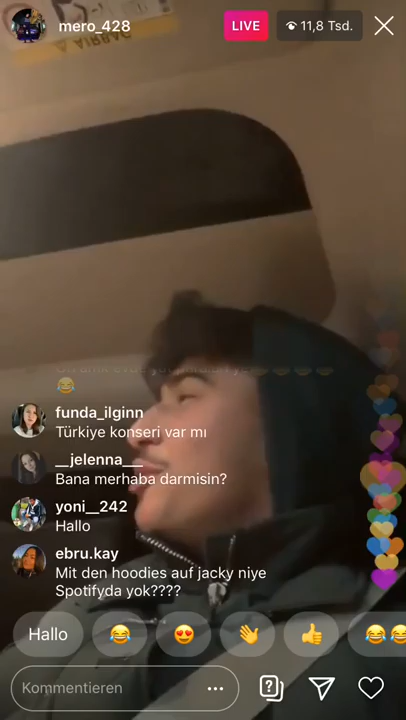 AIRBAG
mero_428
LIVE
11,8 Tsd.
😂
funda_ilginn
Türkiye konseri var mı
__jelenna__
Bana merhaba darmisin?
yoni__242
Hallo
ebru.kay
Mit den hoodies auf jacky niye
Spotifyda yok????
Hallo 😂 😍 👋 👍 😂😂
Kommentieren